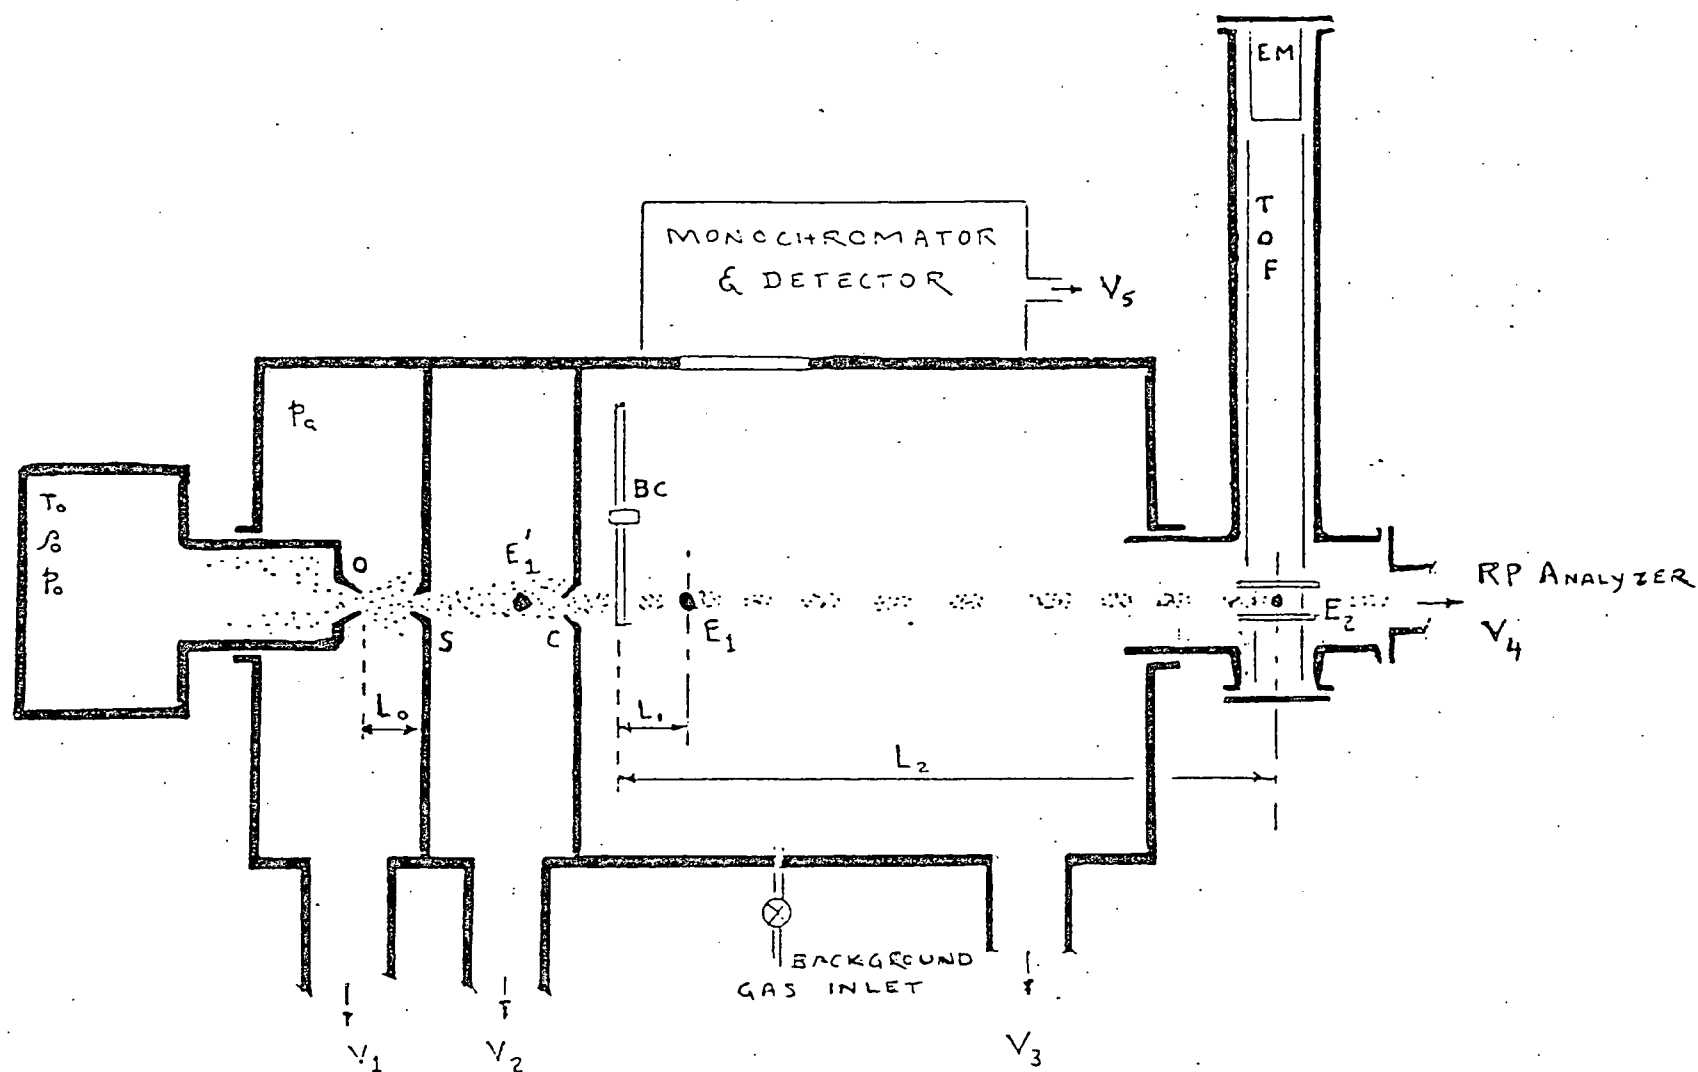 EM
TOF
MONOCHROMATOR
& DETECTOR
V₅
Pₐ
BC
T₀
ρ₀
P₀
O
E₁′
RP ANALYZER
S
C
E₁
E₂
V₄
L₀
L₁
L₂
BACKGROUND
GAS INLET
V₁
V₂
V₃